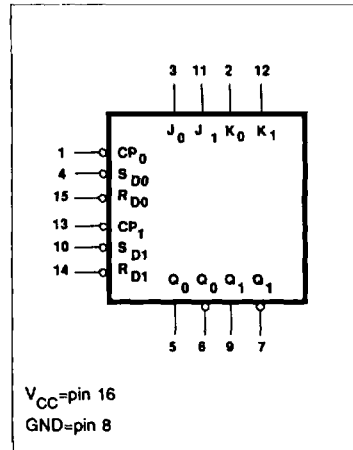 3 11 2 12
J0 J1 K0 K1
1 CP0
4 SD0
15 RD0
13 CP1
10 SD1
14 RD1
Q0 Q0 Q1 Q1
5 6 9 7
VCC=pin 16
GND=pin 8